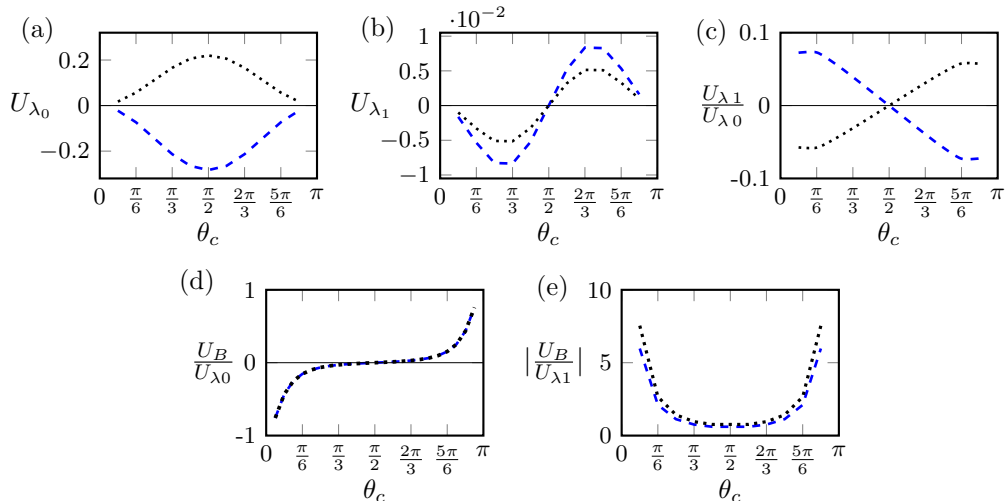 (a)
U_{λ_0}
0.2
0
−0.2
0 π/6 π/3 π/2 2π/3 5π/6 π
θ_c
(b)
·10^{−2}
U_{λ_1}
1
0.5
0
−0.5
−1
0 π/6 π/3 π/2 2π/3 5π/6 π
θ_c
(c)
U_{λ1}/U_{λ0}
0.1
0
-0.1
0 π/6 π/3 π/2 2π/3 5π/6 π
θ_c
(d)
U_B/U_{λ0}
1
0
-1
0 π/6 π/3 π/2 2π/3 5π/6 π
θ_c
(e)
|U_B/U_{λ1}|
10
5
0
0 π/6 π/3 π/2 2π/3 5π/6 π
θ_c